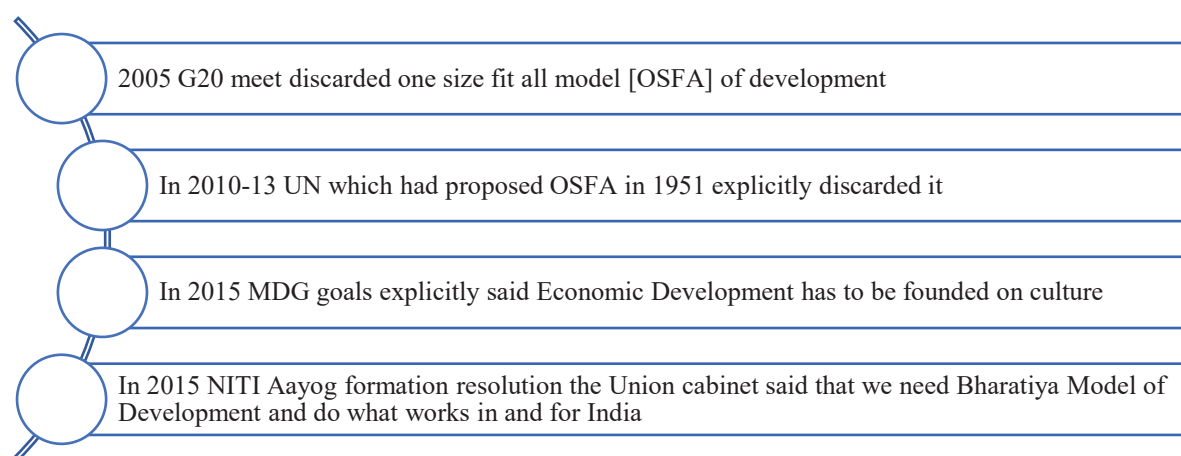 2005 G20 meet discarded one size fit all model [OSFA] of development
In 2010-13 UN which had proposed OSFA in 1951 explicitly discarded it
In 2015 MDG goals explicitly said Economic Development has to be founded on culture
In 2015 NITI Aayog formation resolution the Union cabinet said that we need Bharatiya Model of
Development and do what works in and for India